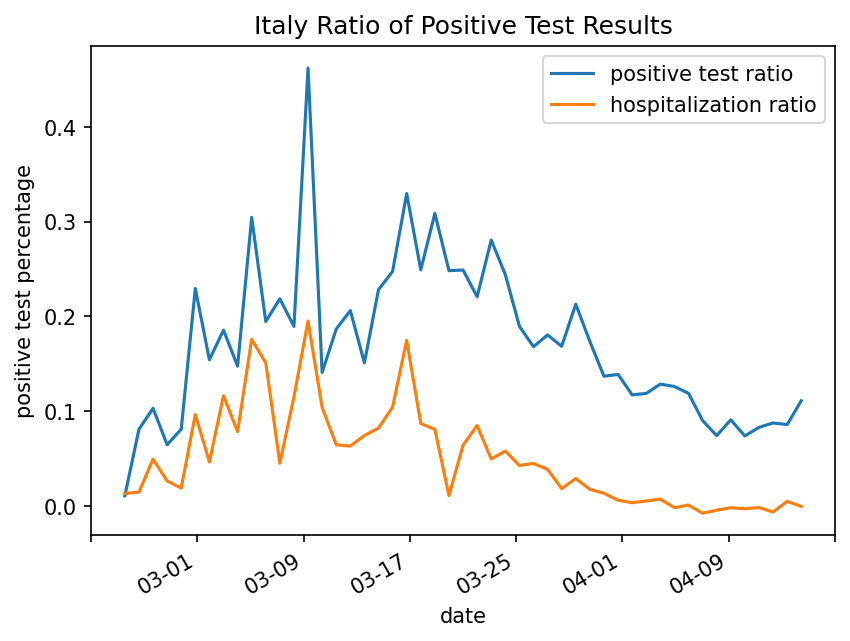 Italy Ratio of Positive Test Results
positive test ratio
hospitalization ratio
positive test percentage
0.4
0.3
0.2
0.1
0.0
03-01
03-09
03-17
03-25
04-01
04-09
date